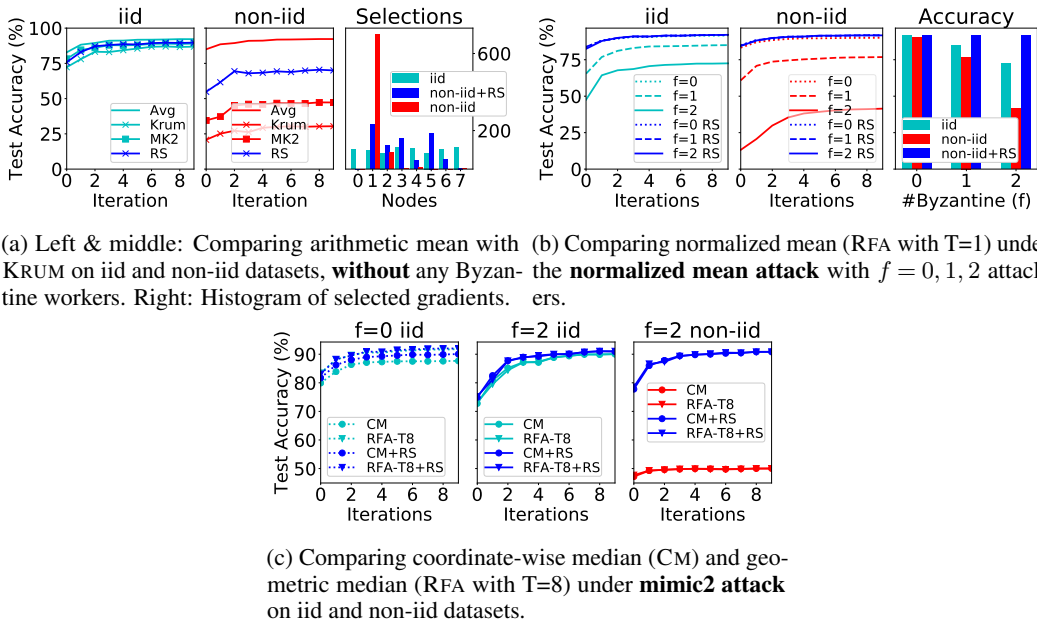 iid
non-iid
Selections
Test Accuracy (%)
100
75
50
25
0
Avg
Krum
MK2
RS
Avg
Krum
MK2
RS
iid
non-iid+RS
non-iid
600
200
0 2 4 6 8
0 2 4 6 8
0 1 2 3 4 5 6 7
Iteration
Iteration
Nodes
iid
non-iid
Accuracy
Test Accuracy (%)
75
50
25
0
f=0
f=1
f=2
f=0 RS
f=1 RS
f=2 RS
f=0
f=1
f=2
f=0 RS
f=1 RS
f=2 RS
iid
non-iid
non-iid+RS
0 2 4 6 8
0 2 4 6 8
0 1 2
Iterations
Iterations
#Byzantine (f)
(a) Left & middle: Comparing arithmetic mean with
KRUM on iid and non-iid datasets, without any Byzan-
tine workers. Right: Histogram of selected gradients.
(b) Comparing normalized mean (RFA with T=1) unde
the normalized mean attack with f = 0, 1, 2 attack
ers.
f=0 iid
f=2 iid
f=2 non-iid
Test Accuracy (%)
90
80
70
60
50
CM
RFA-T8
CM+RS
RFA-T8+RS
CM
RFA-T8
CM+RS
RFA-T8+RS
CM
RFA-T8
CM+RS
RFA-T8+RS
0 2 4 6 8
0 2 4 6 8
0 2 4 6 8
Iterations
Iterations
Iterations
(c) Comparing coordinate-wise median (CM) and geo-
metric median (RFA with T=8) under mimic2 attack
on iid and non-iid datasets.